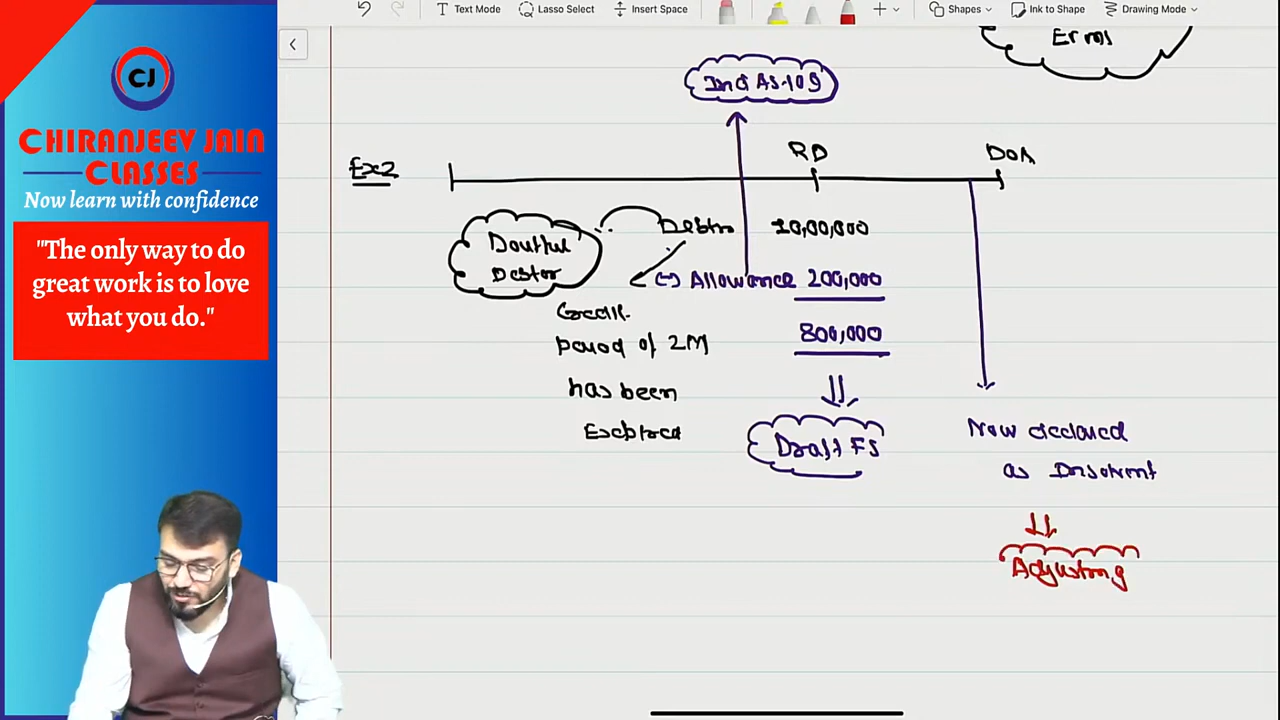 Text Mode
Lasso Select
Insert Space
Shapes
Ink to Shape
Drawing Mode
CJ
CHIRANJEEV JAIN
CLASSES
Now learn with confidence
"The only way to do
great work is to love
what you do."
Errors
Ind AS-109
Ex2
RD
DOA
Doutful
Debtor
Debtor 10,00,000
(-) Allowance 200,000
800,000
Credit
period of 2M
has been
Draft FS
Now declared
as Insolvent
Adjusting